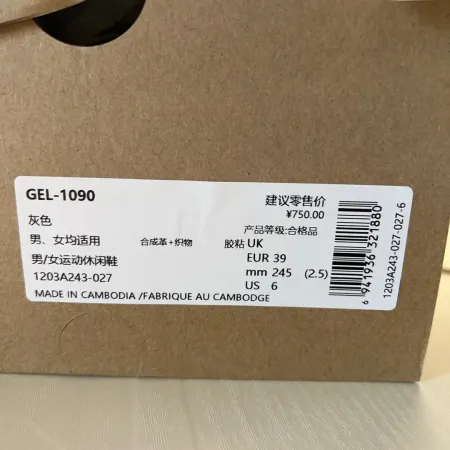 GEL-1090
建议零售价
¥750.00
灰色
产品等级:合格品
男、女均适用 合成革+织物 胶粘 UK
EUR 39
男/女运动休闲鞋
mm 245 (2.5)
1203A243-027
US 6
MADE IN CAMBODIA /FABRIQUE AU CAMBODGE
6 941936 321880
1203A243-027-027-6